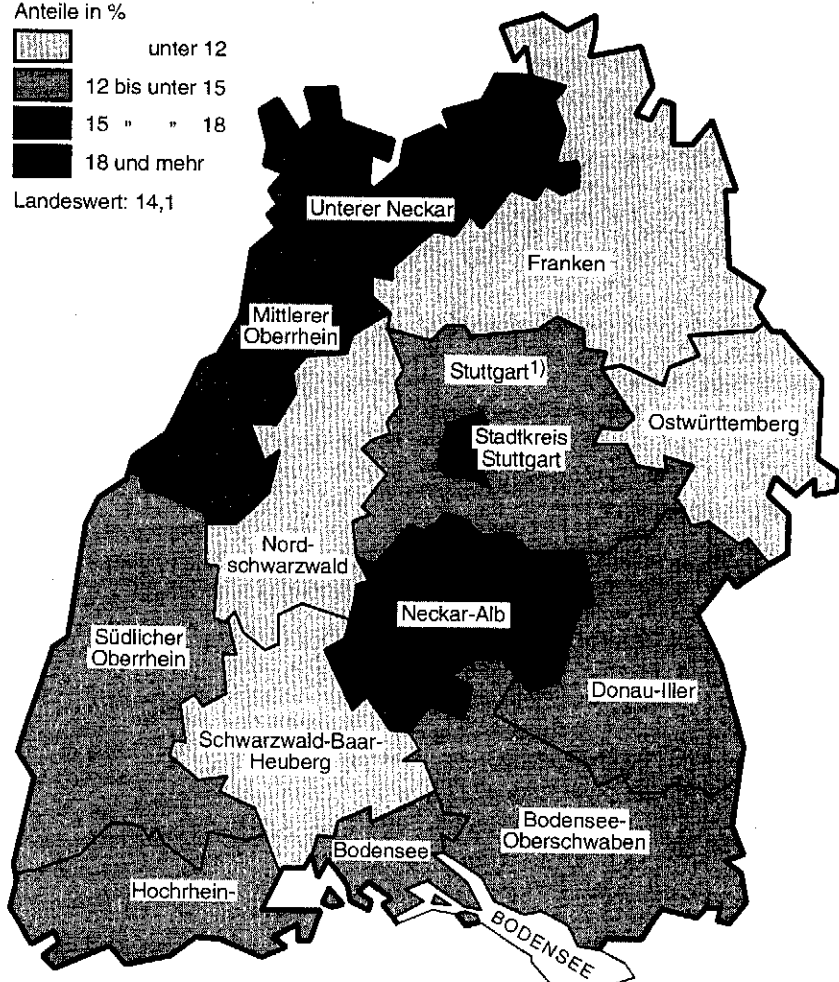 Anteile in %
unter 12
12 bis unter 15
15 " " 18
18 und mehr
Landeswert: 14,1
Unterer Neckar
Franken
Mittlerer
Oberrhein
Stuttgart1)
Ostwürttemberg
Stadtkreis
Stuttgart
Nord-
schwarzwald
Neckar-Alb
Südlicher
Oberrhein
Donau-Iller
Schwarzwald-Baar-
Heuberg
Bodensee-
Oberschwaben
Bodensee
Hochrhein-
BODENSEE